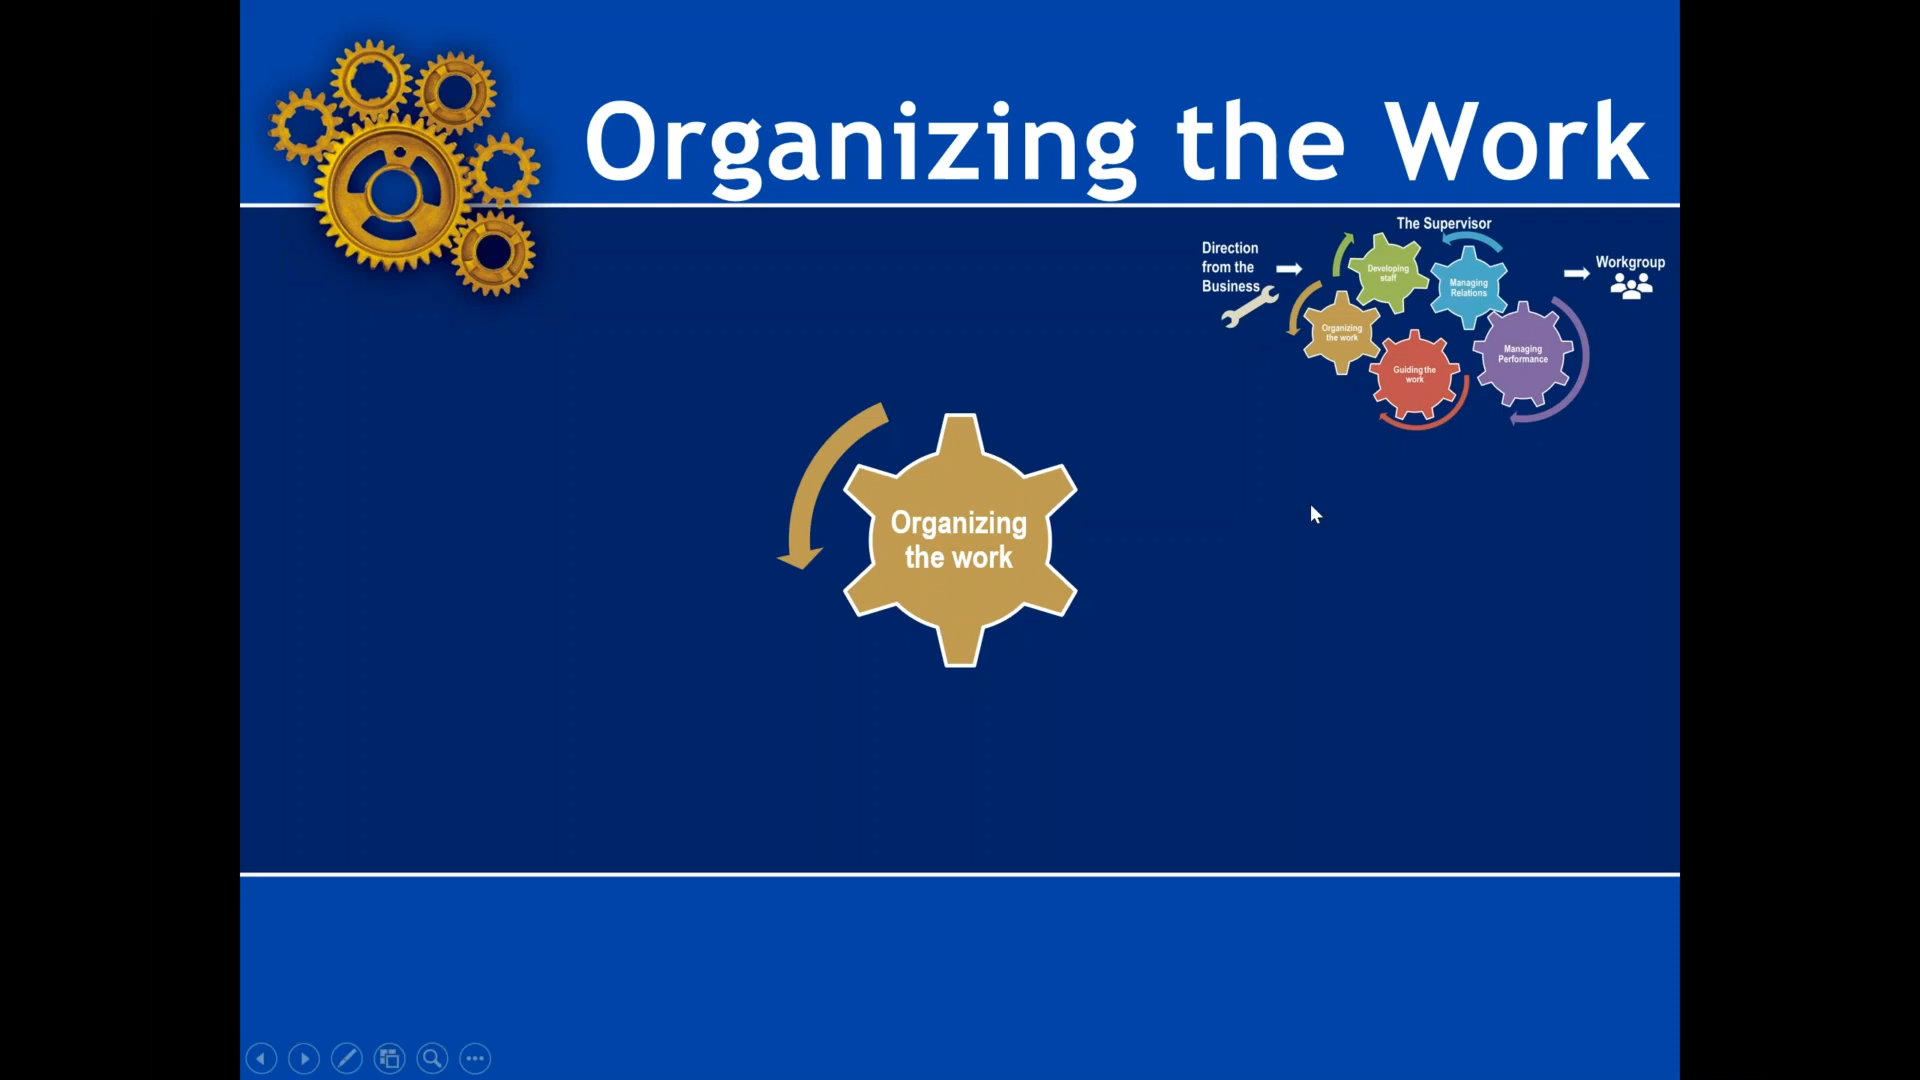 Organizing the Work
The Supervisor
Direction
from the
Business
Workgroup
Developing
staff
Managing
Relations
Organizing
the work
Managing
Performance
Guiding the
work
Organizing
the work